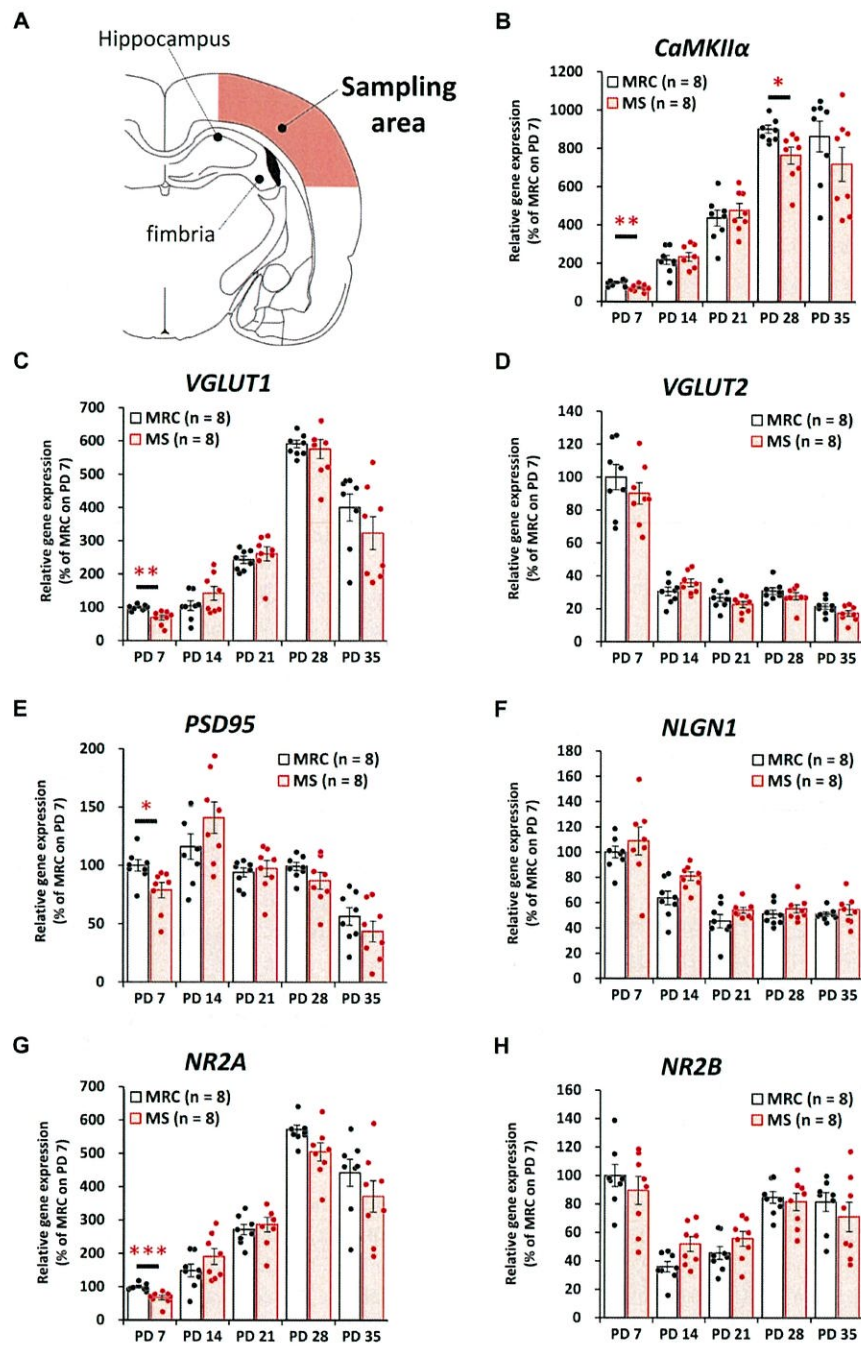 A
Hippocampus
Sampling
area
fimbria
B
CaMKIIα
Relative gene expression
(% of MRC on PD 7)
1200
1000
800
600
400
200
0
MRC (n = 8)
MS (n = 8)
**
*
PD 7 PD 14 PD 21 PD 28 PD 35
C
VGLUT1
Relative gene expression
(% of MRC on PD 7)
700
600
500
400
300
200
100
0
MRC (n = 8)
MS (n = 8)
**
PD 7 PD 14 PD 21 PD 28 PD 35
D
VGLUT2
Relative gene expression
(% of MRC on PD 7)
140
120
100
80
60
40
20
0
MRC (n = 8)
MS (n = 8)
PD 7 PD 14 PD 21 PD 28 PD 35
E
PSD95
Relative gene expression
(% of MRC on PD 7)
200
150
100
50
0
MRC (n = 8)
MS (n = 8)
*
PD 7 PD 14 PD 21 PD 28 PD 35
F
NLGN1
Relative gene expression
(% of MRC on PD 7)
180
160
140
120
100
80
60
40
20
0
MRC (n = 8)
MS (n = 8)
PD 7 PD 14 PD 21 PD 28 PD 35
G
NR2A
Relative gene expression
(% of MRC on PD 7)
700
600
500
400
300
200
100
0
MRC (n = 8)
MS (n = 8)
***
PD 7 PD 14 PD 21 PD 28 PD 35
H
NR2B
Relative gene expression
(% of MRC on PD 7)
160
140
120
100
80
60
40
20
0
MRC (n = 8)
MS (n = 8)
PD 7 PD 14 PD 21 PD 28 PD 35